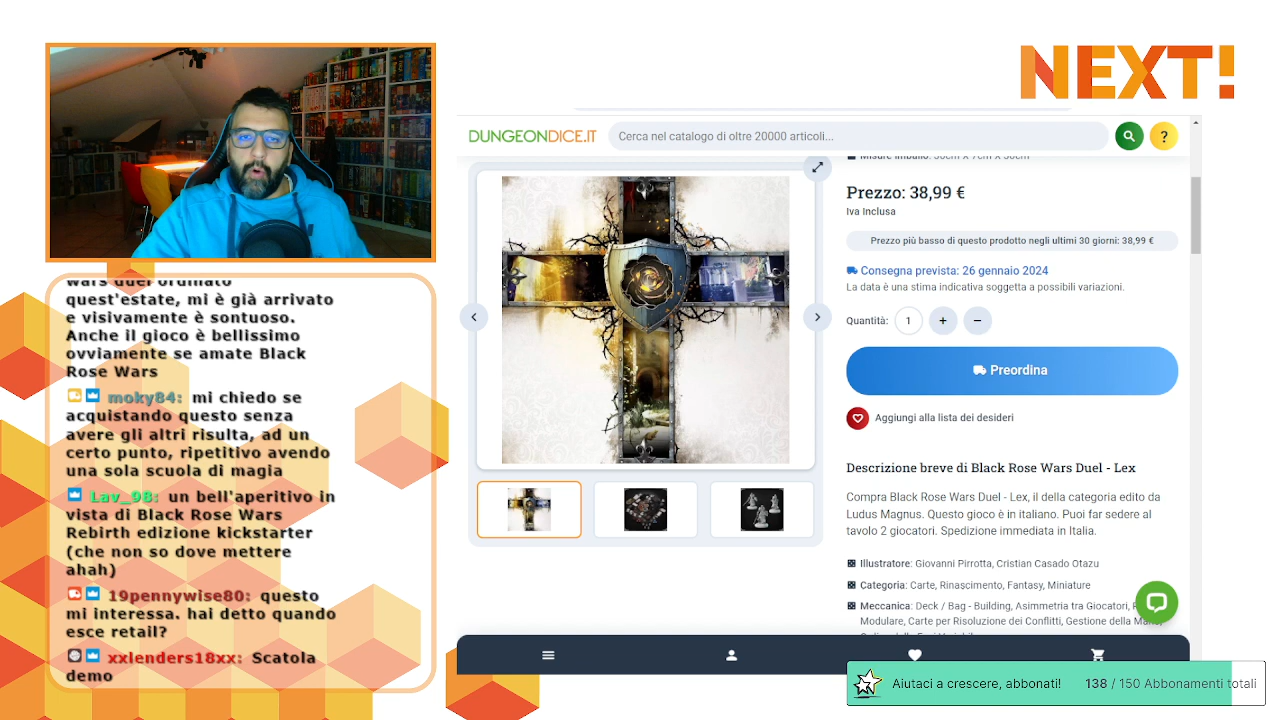 NEXT!
DUNGEONDICE.IT
Cerca nel catalogo di oltre 20000 articoli...
?
Misure imballo: 30cm X 7cm X 30cm
Prezzo: 38,99 €
Iva Inclusa
Prezzo più basso di questo prodotto negli ultimi 30 giorni: 38,99 €
Consegna prevista: 26 gennaio 2024
La data è una stima indicativa soggetta a possibili variazioni.
Quantità: 1 + −
Preordina
Aggiungi alla lista dei desideri
Descrizione breve di Black Rose Wars Duel - Lex
Compra Black Rose Wars Duel - Lex, il della categoria edito da
Ludus Magnus. Questo gioco è in italiano. Puoi far sedere al
tavolo 2 giocatori. Spedizione immediata in Italia.
Illustratore: Giovanni Pirrotta, Cristian Casado Otazu
Categoria: Carte, Rinascimento, Fantasy, Miniature
Meccanica: Deck / Bag - Building, Asimmetria tra Giocatori,
Modulare, Carte per Risoluzione dei Conflitti, Gestione della
wars duel ordinato
quest'estate, mi è già arrivato
e visivamente è sontuoso.
Anche il gioco è bellissimo
ovviamente se amate Black
Rose Wars
moky84: mi chiedo se
acquistando questo senza
avere gli altri risulta, ad un
certo punto, ripetitivo avendo
una sola scuola di magia
Lav_98: un bell'aperitivo in
vista di Black Rose Wars
Rebirth edizione kickstarter
(che non so dove mettere
ahah)
19pennywise80: questo
mi interessa. hai detto quando
esce retail?
xxlenders18xx: Scatola
demo
Aiutaci a crescere, abbonati! 138 / 150 Abbonamenti totali